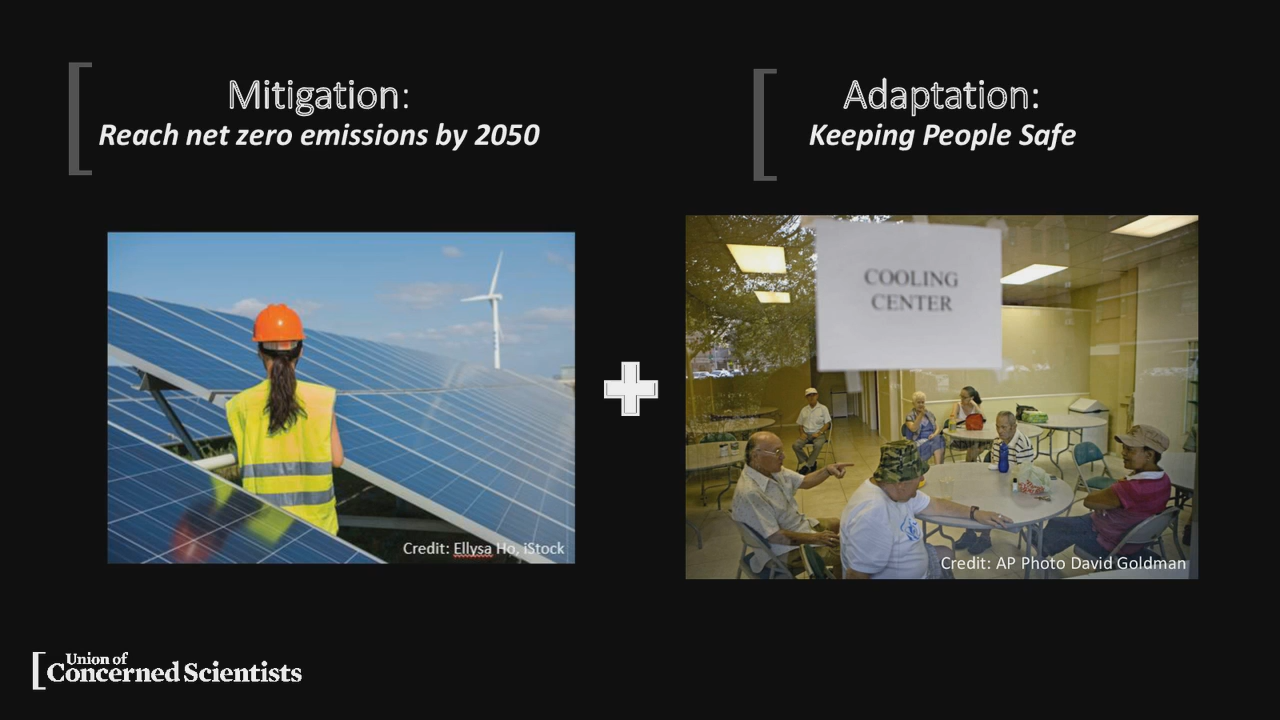 Mitigation:
Reach net zero emissions by 2050
Adaptation:
Keeping People Safe
COOLING
CENTER
Credit: Ellysa Ho, iStock
Credit: AP Photo David Goldman
Union of
Concerned Scientists